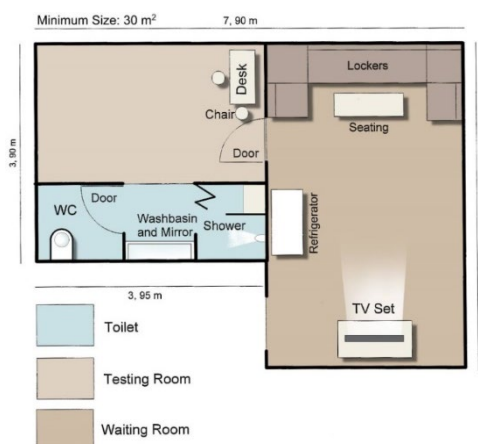 Minimum Size: 30 m²
7, 90 m
3, 90 m
Desk
Lockers
Chair
Seating
Door
WC
Door
Washbasin
and Mirror
Shower
Refrigerator
3, 95 m
TV Set
Toilet
Testing Room
Waiting Room